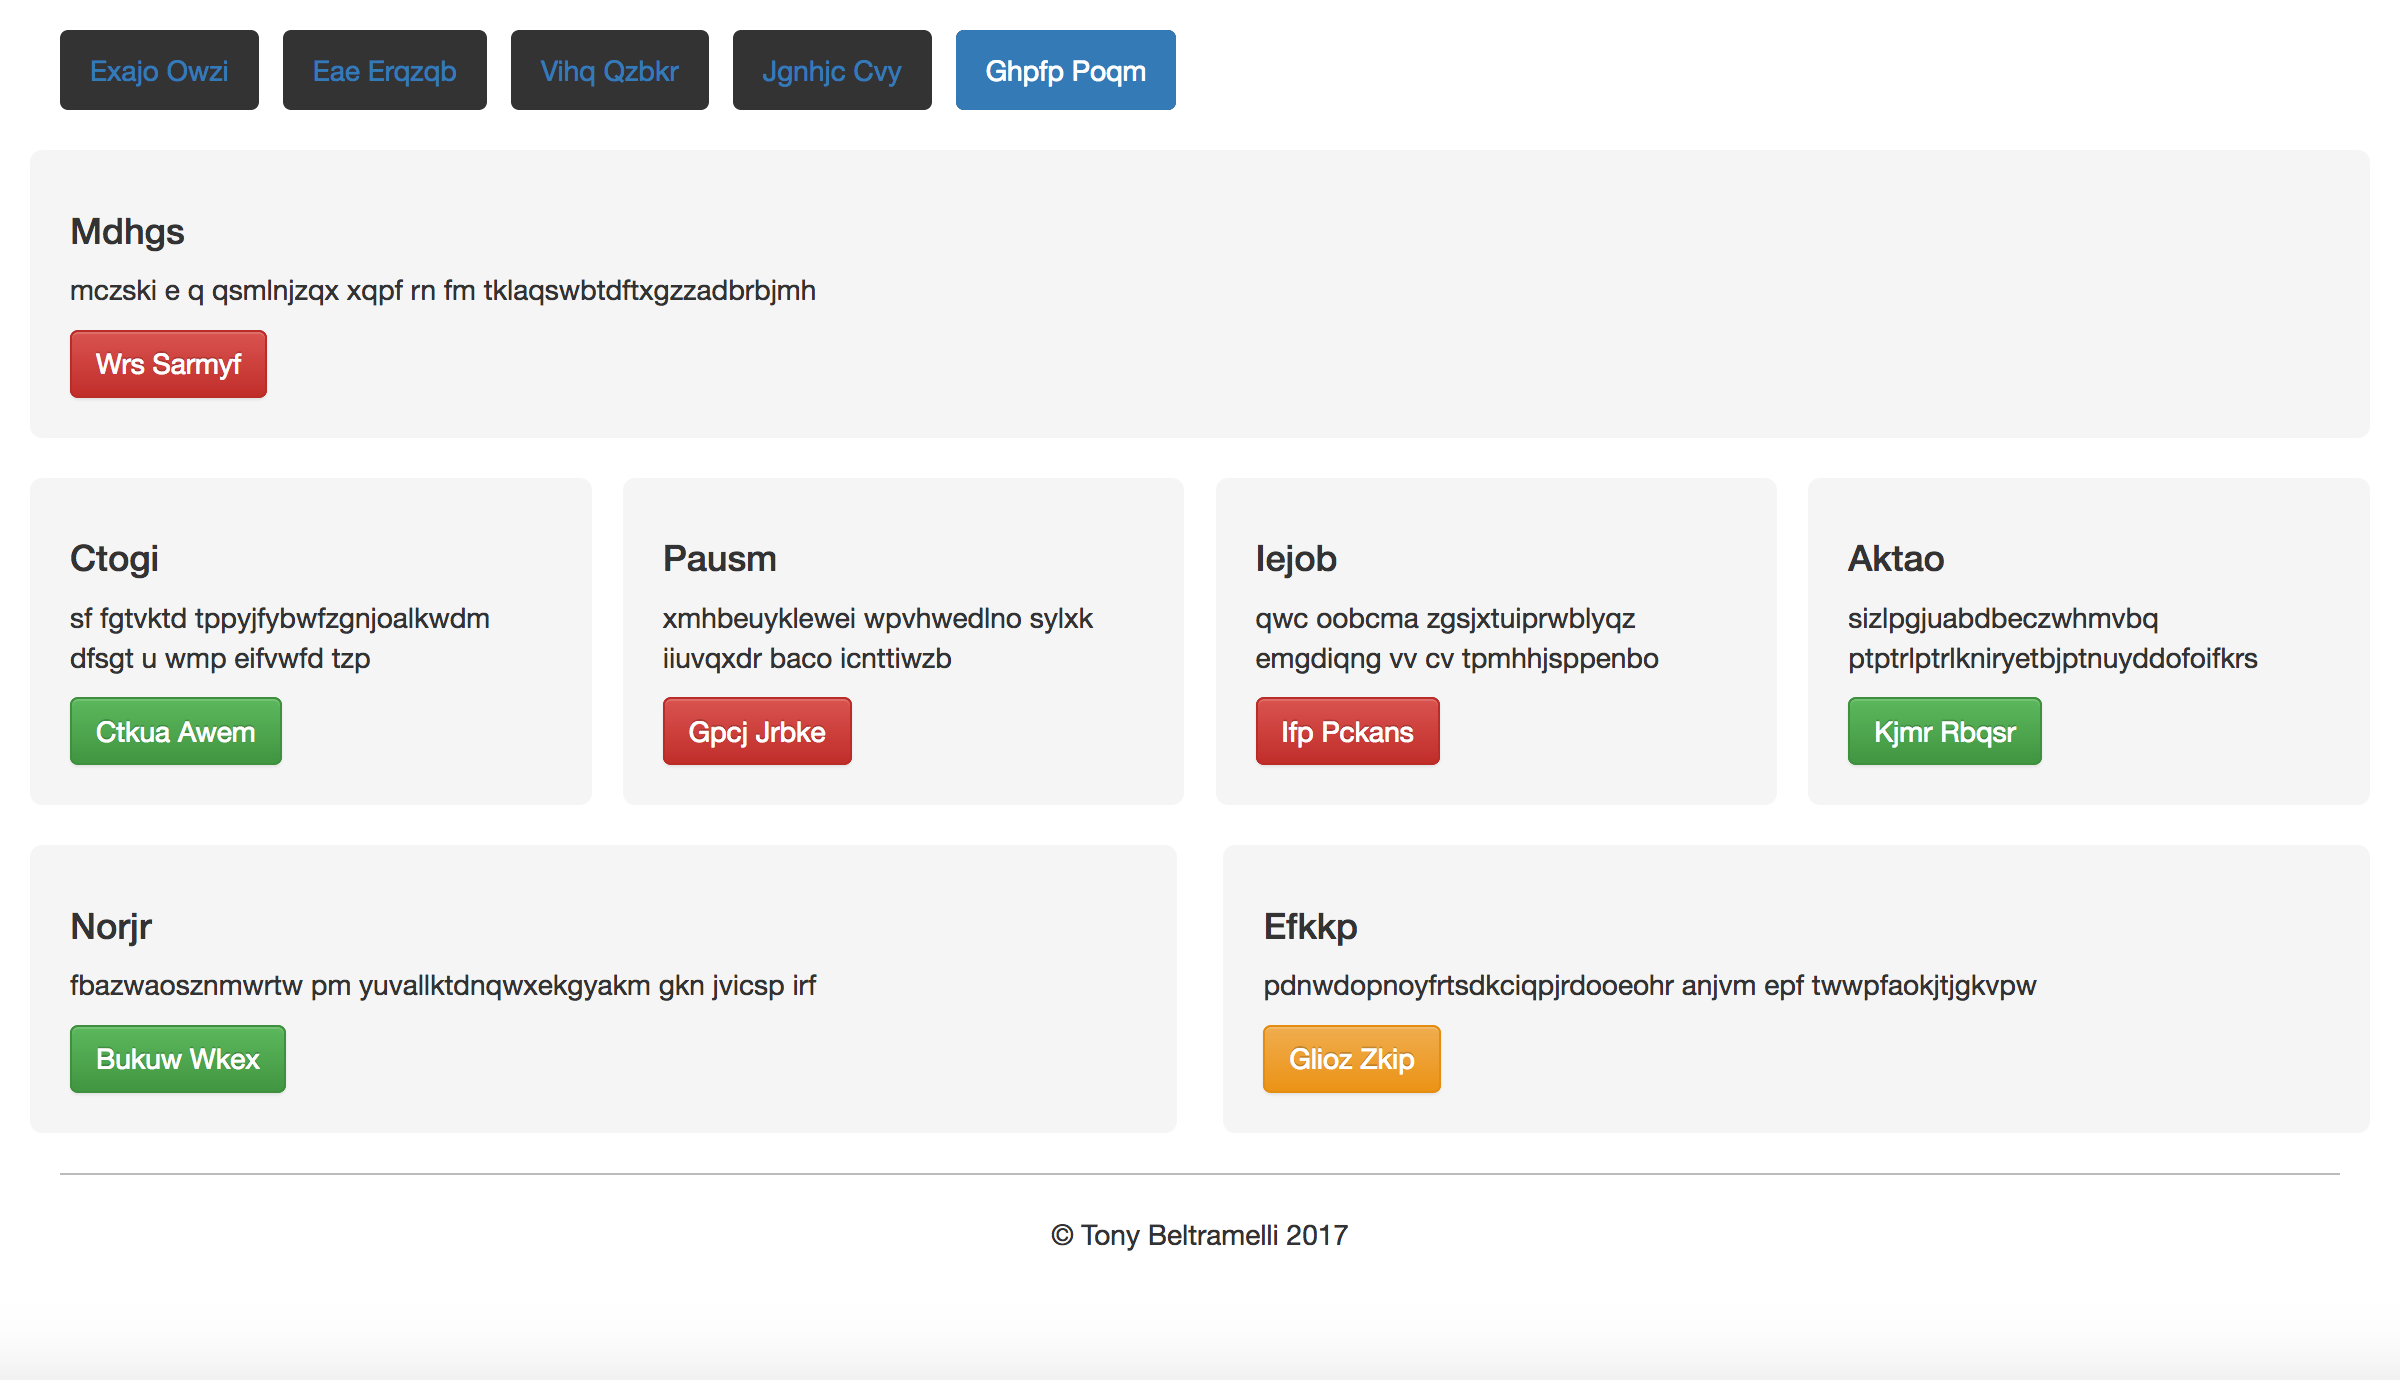 Exajo Owzi
Eae Erqzqb
Vihq Qzbkr
Jgnhjc Cvy
Ghpfp Poqm
Mdhgs
mczski e q qsmlnjzqx xqpf rn fm tklaqswbtdftxgzzadbrbjmh
Wrs Sarmyf
Ctogi
sf fgtvktd tppyjfybwfzgnjoalkwdm
dfsgt u wmp eifvwfd tzp
Ctkua Awem
Pausm
xmhbeuyklewei wpvhwedlno sylxk
iiuvqxdr baco icnttiwzb
Gpcj Jrbke
Iejob
qwc oobcma zgsjxtuiprwblyqz
emgdiqng vv cv tpmhhjsppenbo
Ifp Pckans
Aktao
sizlpgjuabdbeczwhmvbq
ptptrlptrlkniryetbjptnuyddofoifkrs
Kjmr Rbqsr
Norjr
fbazwaosznmwrtw pm yuvallktdnqwxekgyakm gkn jvicsp irf
Bukuw Wkex
Efkkp
pdnwdopnoyfrtsdkciqpjrdooeohr anjvm epf twwpfaokjtjgkvpw
Glioz Zkip
© Tony Beltramelli 2017